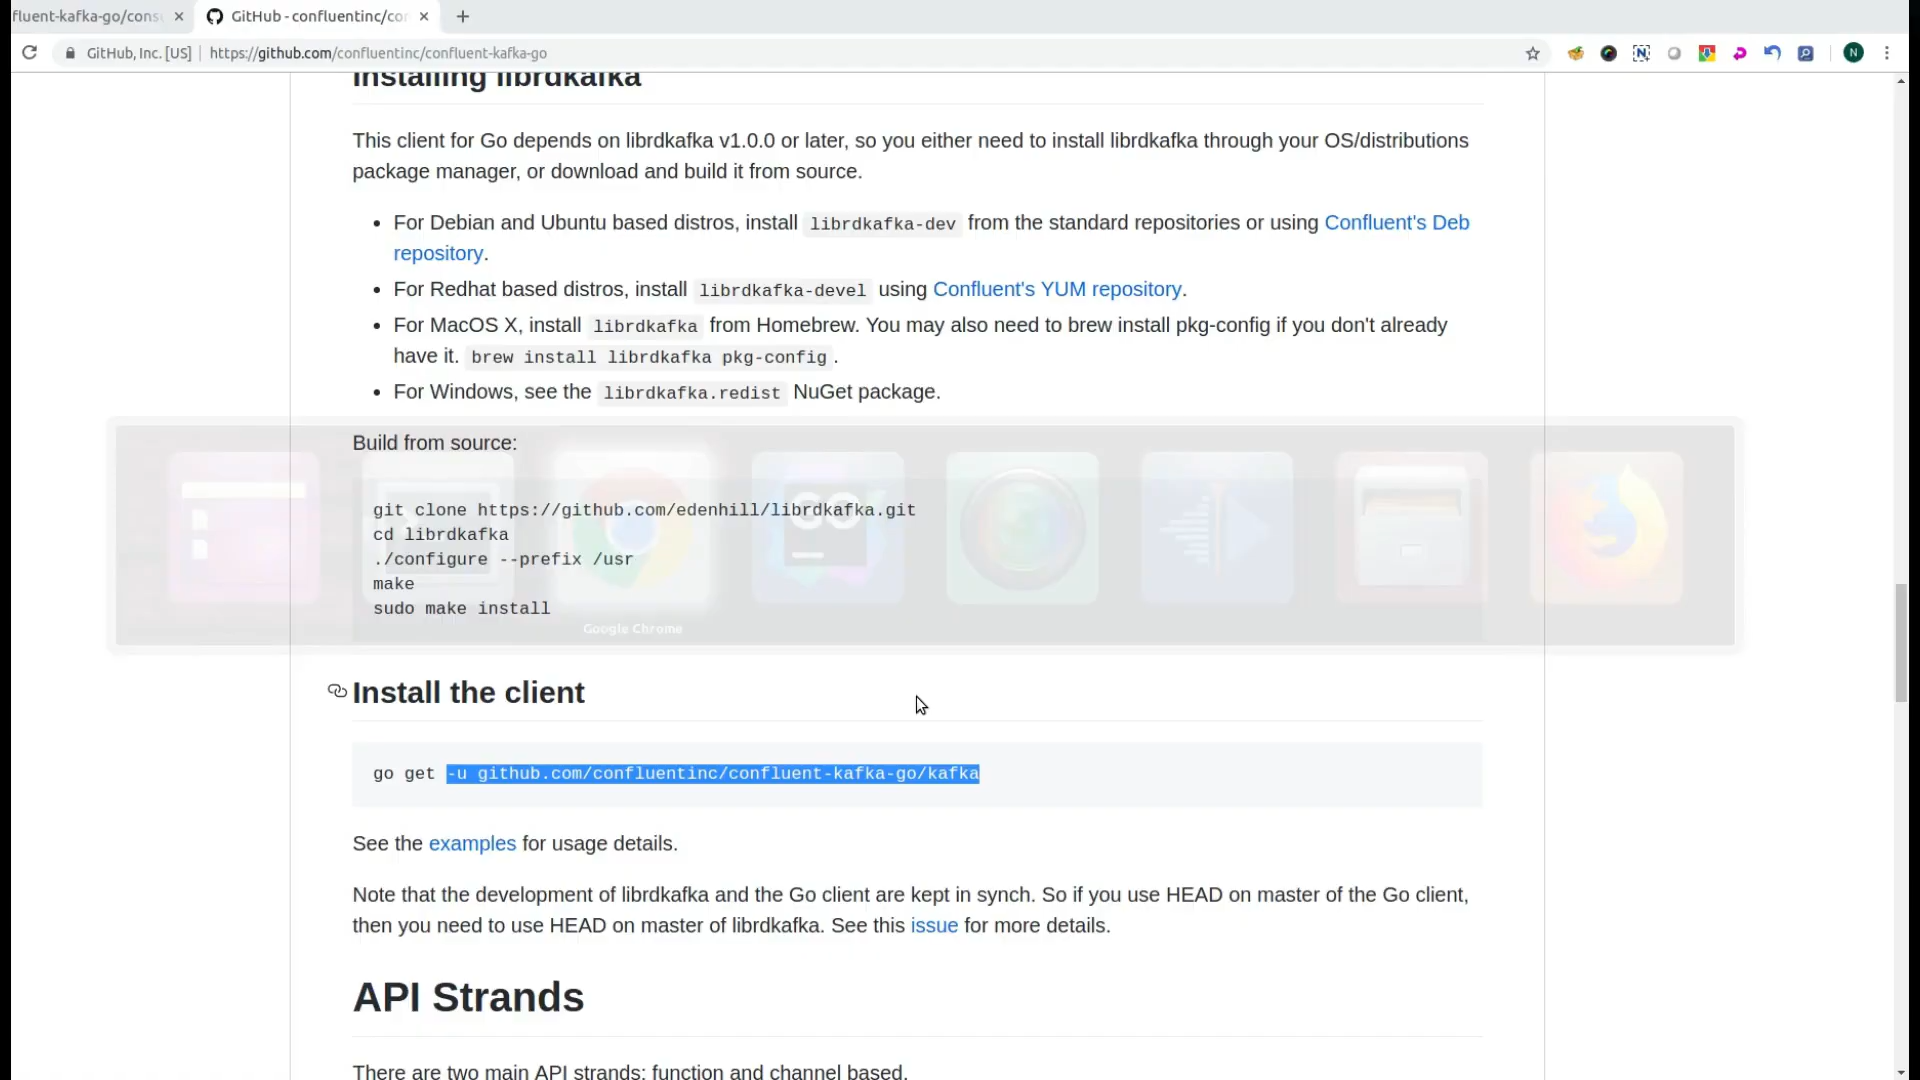 fluent-kafka-go/cons
GitHub - confluentinc/co
GitHub, Inc. [US] | https://github.com/confluentinc/confluent-kafka-go
N
N
Installing librdkafka
This client for Go depends on librdkafka v1.0.0 or later, so you either need to install librdkafka through your OS/distributions
package manager, or download and build it from source.
• For Debian and Ubuntu based distros, install librdkafka-dev from the standard repositories or using Confluent's Deb
repository.
• For Redhat based distros, install librdkafka-devel using Confluent's YUM repository.
• For MacOS X, install librdkafka from Homebrew. You may also need to brew install pkg-config if you don't already
have it. brew install librdkafka pkg-config .
• For Windows, see the librdkafka.redist NuGet package.
Build from source:
git clone https://github.com/edenhill/librdkafka.git
GO
cd librdkafka
./configure --prefix /usr
make
sudo make install
Google Chrome
Install the client
go get -u github.com/confluentinc/confluent-kafka-go/kafka
See the examples for usage details.
Note that the development of librdkafka and the Go client are kept in synch. So if you use HEAD on master of the Go client,
then you need to use HEAD on master of librdkafka. See this issue for more details.
API Strands
There are two main API strands: function and channel based.